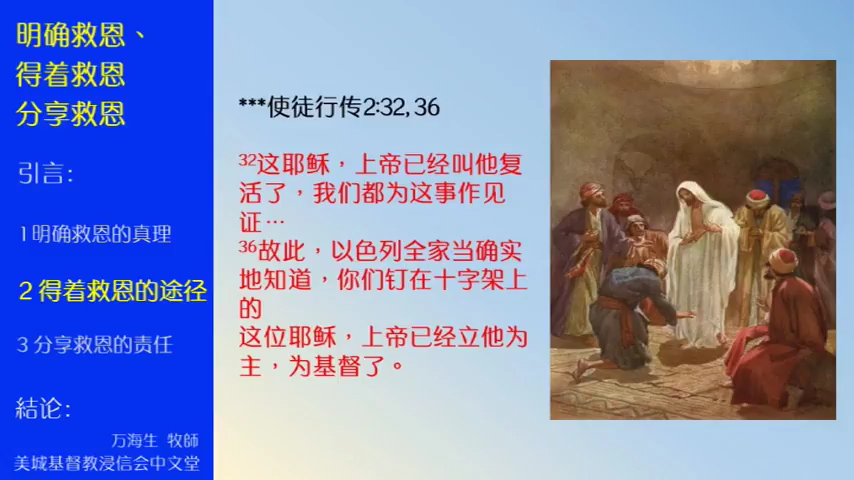 明确救恩、
得着救恩
分享救恩
引言:
1明确救恩的真理
2 得着救恩的途径
3 分享救恩的责任
結论:
万海生 牧師
美城基督教浸信会中文堂
***使徒行传2:32, 36
32这耶稣，上帝已经叫他复
活了，我们都为这事作见
证…
36故此，以色列全家当确实
地知道，你们钉在十字架上
的
这位耶稣，上帝已经立他为
主，为基督了。